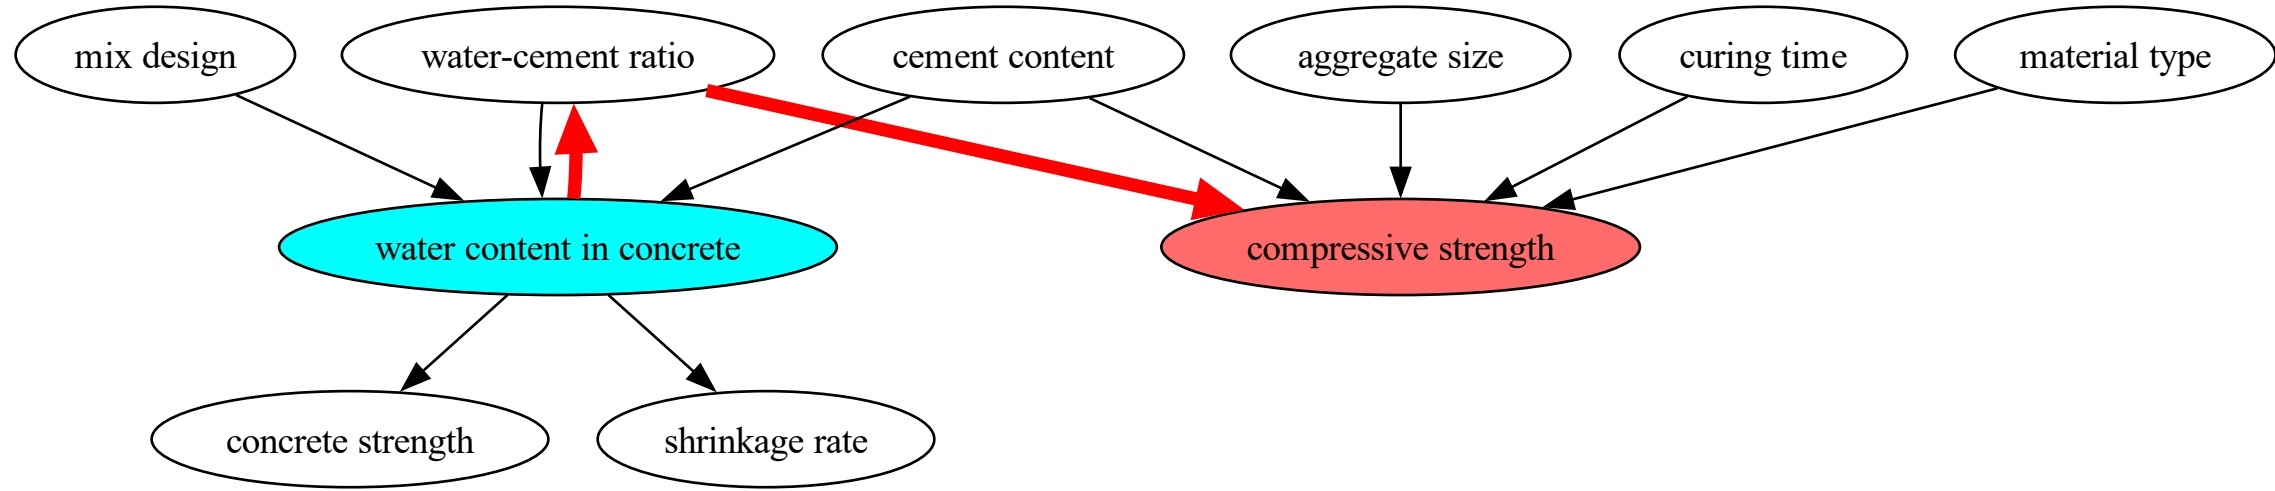 mix design
water-cement ratio
cement content
aggregate size
curing time
material type
water content in concrete
compressive strength
concrete strength
shrinkage rate